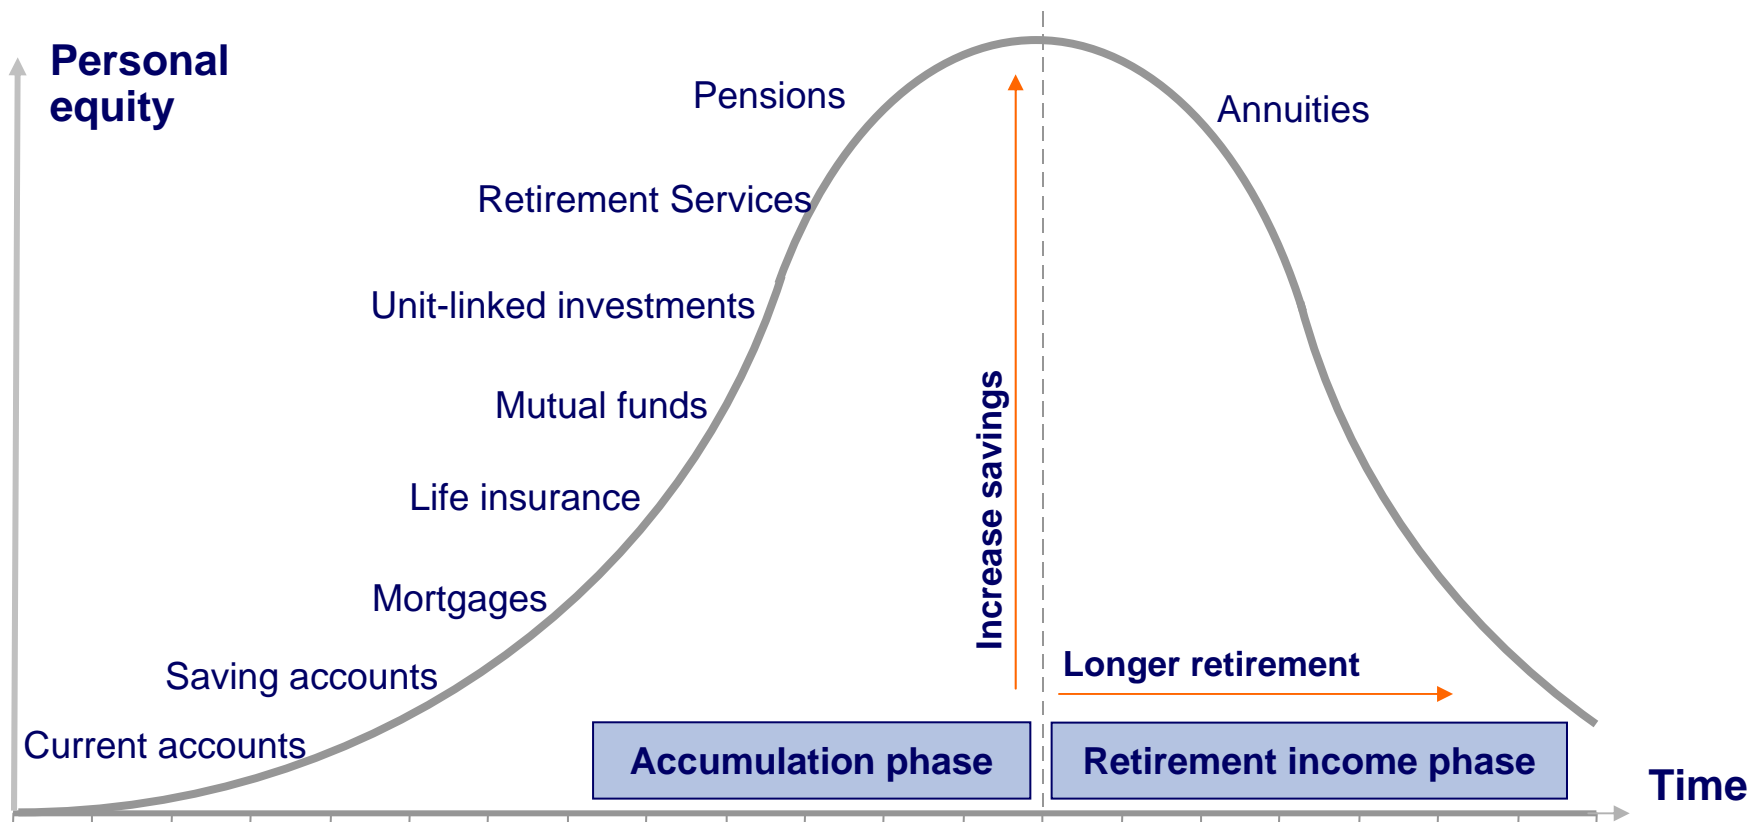 Personal
equity
Pensions
Annuities
Retirement Services
Unit-linked investments
Mutual funds
Life insurance
Mortgages
Saving accounts
Current accounts
Increase savings
Longer retirement
Accumulation phase
Retirement income phase
Time